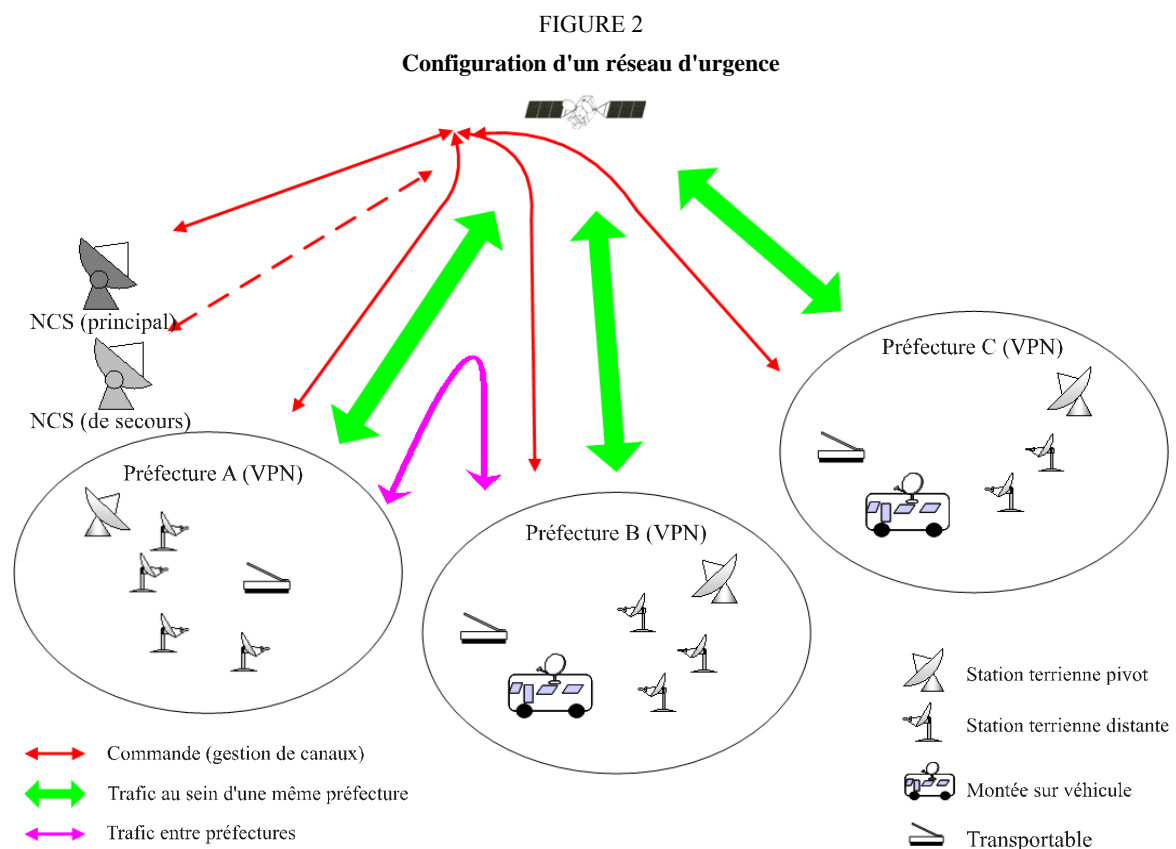 FIGURE 2
Configuration d'un réseau d'urgence
NCS (principal)
NCS (de secours)
Préfecture A (VPN)
Préfecture B (VPN)
Préfecture C (VPN)
Commande (gestion de canaux)
Trafic au sein d'une même préfecture
Trafic entre préfectures
Station terrienne pivot
Station terrienne distante
Montée sur véhicule
Transportable